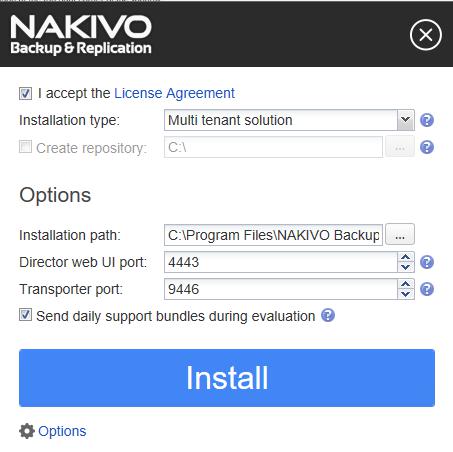 NAKIVO
Backup & Replication
I accept the License Agreement
Installation type: Multi tenant solution
Create repository: C:\ ...
Options
Installation path: C:\Program Files\NAKIVO Backup ...
Director web UI port: 4443
Transporter port: 9446
Send daily support bundles during evaluation
Install
Options